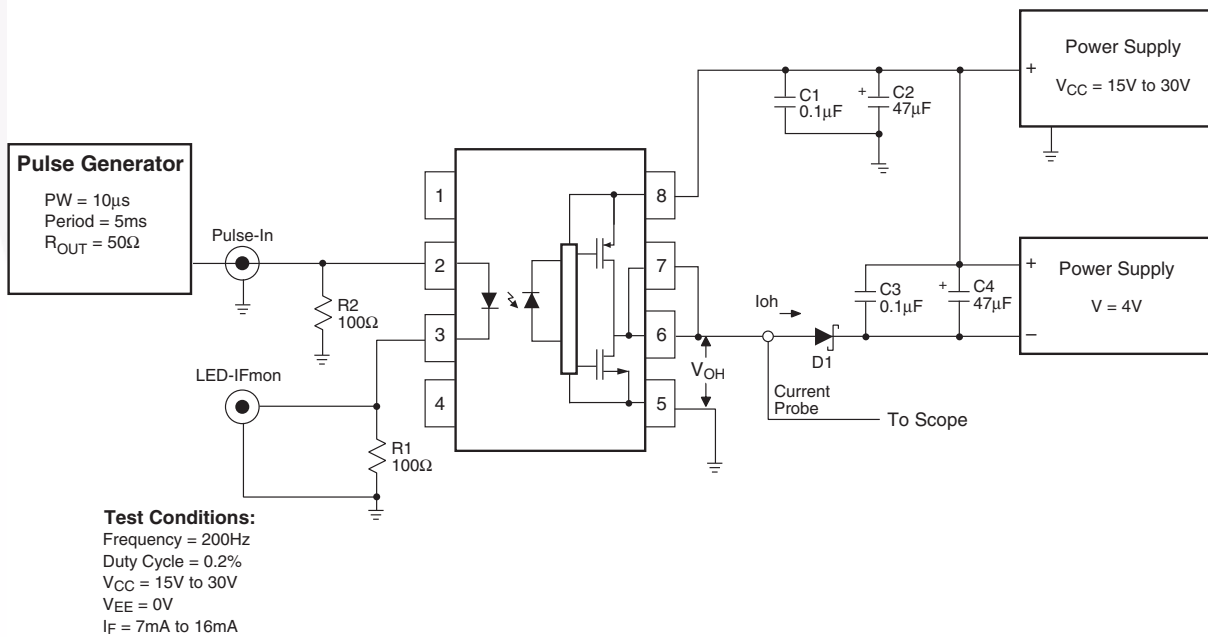 Pulse Generator
PW = 10μs
Period = 5ms
ROUT = 50Ω
Pulse-In
R2
100Ω
LED-IFmon
R1
100Ω
1
2
3
4
8
7
6
5
C1
0.1μF
+
C2
47μF
Power Supply
+
VCC = 15V to 30V
Power Supply
+
V = 4V
–
C3
0.1μF
+
C4
47μF
Ioh
D1
VOH
Current
Probe
To Scope
Test Conditions:
Frequency = 200Hz
Duty Cycle = 0.2%
VCC = 15V to 30V
VEE = 0V
IF = 7mA to 16mA